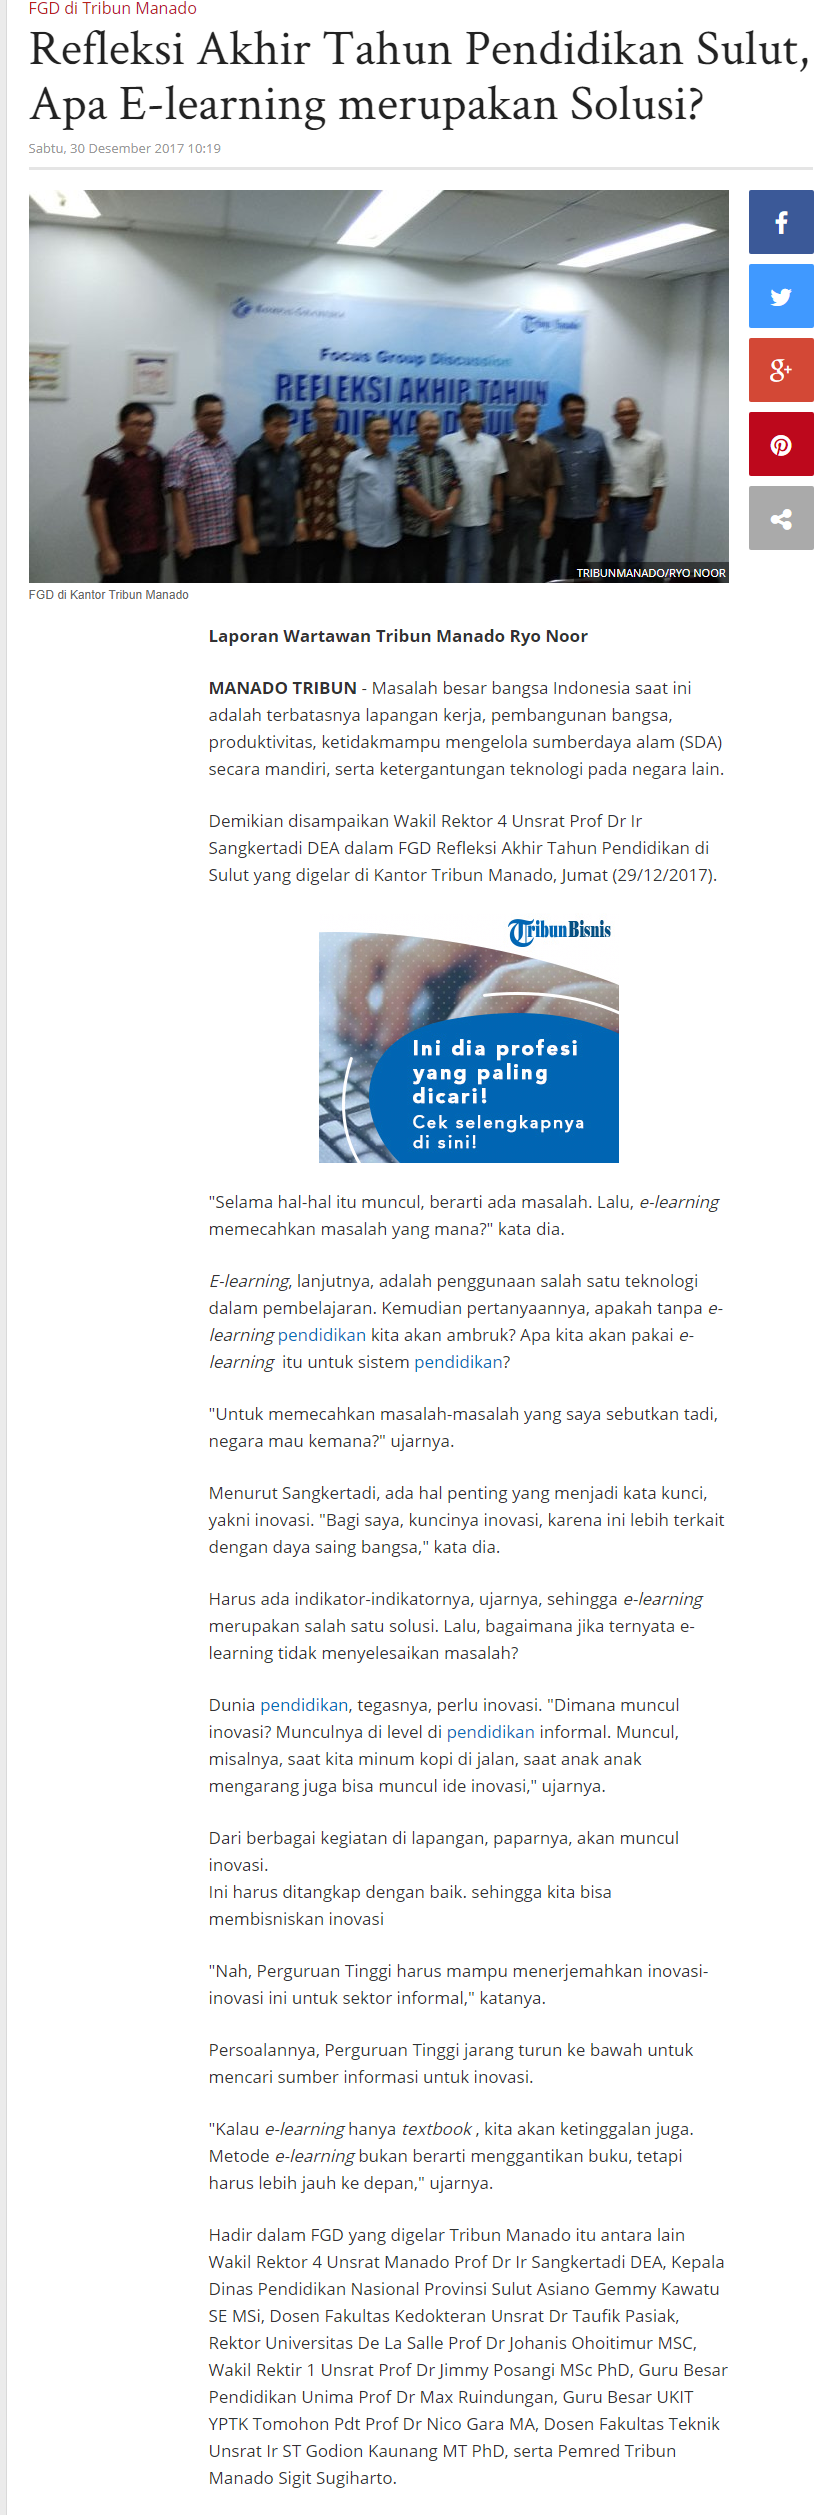 FGD di Tribun Manado
Refleksi Akhir Tahun Pendidikan Sulut,
Apa E-learning merupakan Solusi?
Sabtu, 30 Desember 2017 10:19
Focus Group Discussion
REFLEKSI AKHIR TAHUN
TRIBUNMANADO/RYO NOOR
FGD di Kantor Tribun Manado
Laporan Wartawan Tribun Manado Ryo Noor
MANADO TRIBUN - Masalah besar bangsa Indonesia saat ini
adalah terbatasnya lapangan kerja, pembangunan bangsa,
produktivitas, ketidakmampu mengelola sumberdaya alam (SDA)
secara mandiri, serta ketergantungan teknologi pada negara lain.
Demikian disampaikan Wakil Rektor 4 Unsrat Prof Dr Ir
Sangkertadi DEA dalam FGD Refleksi Akhir Tahun Pendidikan di
Sulut yang digelar di Kantor Tribun Manado, Jumat (29/12/2017).
TribunBisnis
Ini dia profesi
yang paling
dicari!
Cek selengkapnya
di sini!
"Selama hal-hal itu muncul, berarti ada masalah. Lalu, e-learning
memecahkan masalah yang mana?" kata dia.
E-learning, lanjutnya, adalah penggunaan salah satu teknologi
dalam pembelajaran. Kemudian pertanyaannya, apakah tanpa e-
learning pendidikan kita akan ambruk? Apa kita akan pakai e-
learning itu untuk sistem pendidikan?
"Untuk memecahkan masalah-masalah yang saya sebutkan tadi,
negara mau kemana?" ujarnya.
Menurut Sangkertadi, ada hal penting yang menjadi kata kunci,
yakni inovasi. "Bagi saya, kuncinya inovasi, karena ini lebih terkait
dengan daya saing bangsa," kata dia.
Harus ada indikator-indikatornya, ujarnya, sehingga e-learning
merupakan salah satu solusi. Lalu, bagaimana jika ternyata e-
learning tidak menyelesaikan masalah?
Dunia pendidikan, tegasnya, perlu inovasi. "Dimana muncul
inovasi? Munculnya di level di pendidikan informal. Muncul,
misalnya, saat kita minum kopi di jalan, saat anak anak
mengarang juga bisa muncul ide inovasi," ujarnya.
Dari berbagai kegiatan di lapangan, paparnya, akan muncul
inovasi.
Ini harus ditangkap dengan baik. sehingga kita bisa
membisniskan inovasi
"Nah, Perguruan Tinggi harus mampu menerjemahkan inovasi-
inovasi ini untuk sektor informal," katanya.
Persoalannya, Perguruan Tinggi jarang turun ke bawah untuk
mencari sumber informasi untuk inovasi.
"Kalau e-learning hanya textbook , kita akan ketinggalan juga.
Metode e-learning bukan berarti menggantikan buku, tetapi
harus lebih jauh ke depan," ujarnya.
Hadir dalam FGD yang digelar Tribun Manado itu antara lain
Wakil Rektor 4 Unsrat Manado Prof Dr Ir Sangkertadi DEA, Kepala
Dinas Pendidikan Nasional Provinsi Sulut Asiano Gemmy Kawatu
SE MSi, Dosen Fakultas Kedokteran Unsrat Dr Taufik Pasiak,
Rektor Universitas De La Salle Prof Dr Johanis Ohoitimur MSC,
Wakil Rektir 1 Unsrat Prof Dr Jimmy Posangi MSc PhD, Guru Besar
Pendidikan Unima Prof Dr Max Ruindungan, Guru Besar UKIT
YPTK Tomohon Pdt Prof Dr Nico Gara MA, Dosen Fakultas Teknik
Unsrat Ir ST Godion Kaunang MT PhD, serta Pemred Tribun
Manado Sigit Sugiharto.